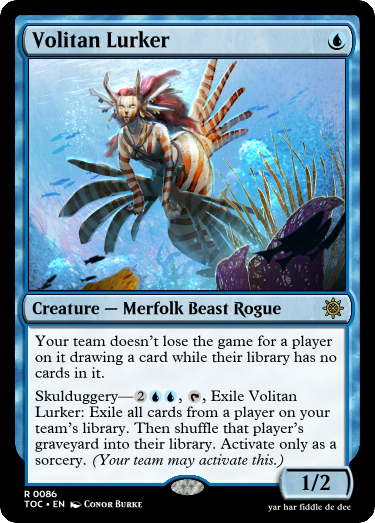 Volitan Lurker
Creature — Merfolk Beast Rogue
Your team doesn't lose the game for a player
on it drawing a card while their library has no
cards in it.
Skulduggery—2, , Exile Volitan
Lurker: Exile all cards from a player on your
team's library. Then shuffle that player's
graveyard into their library. Activate only as a
sorcery. (Your team may activate this.)
1/2
R 0086
TOC • EN Conor Burke
yar har fiddle de dee